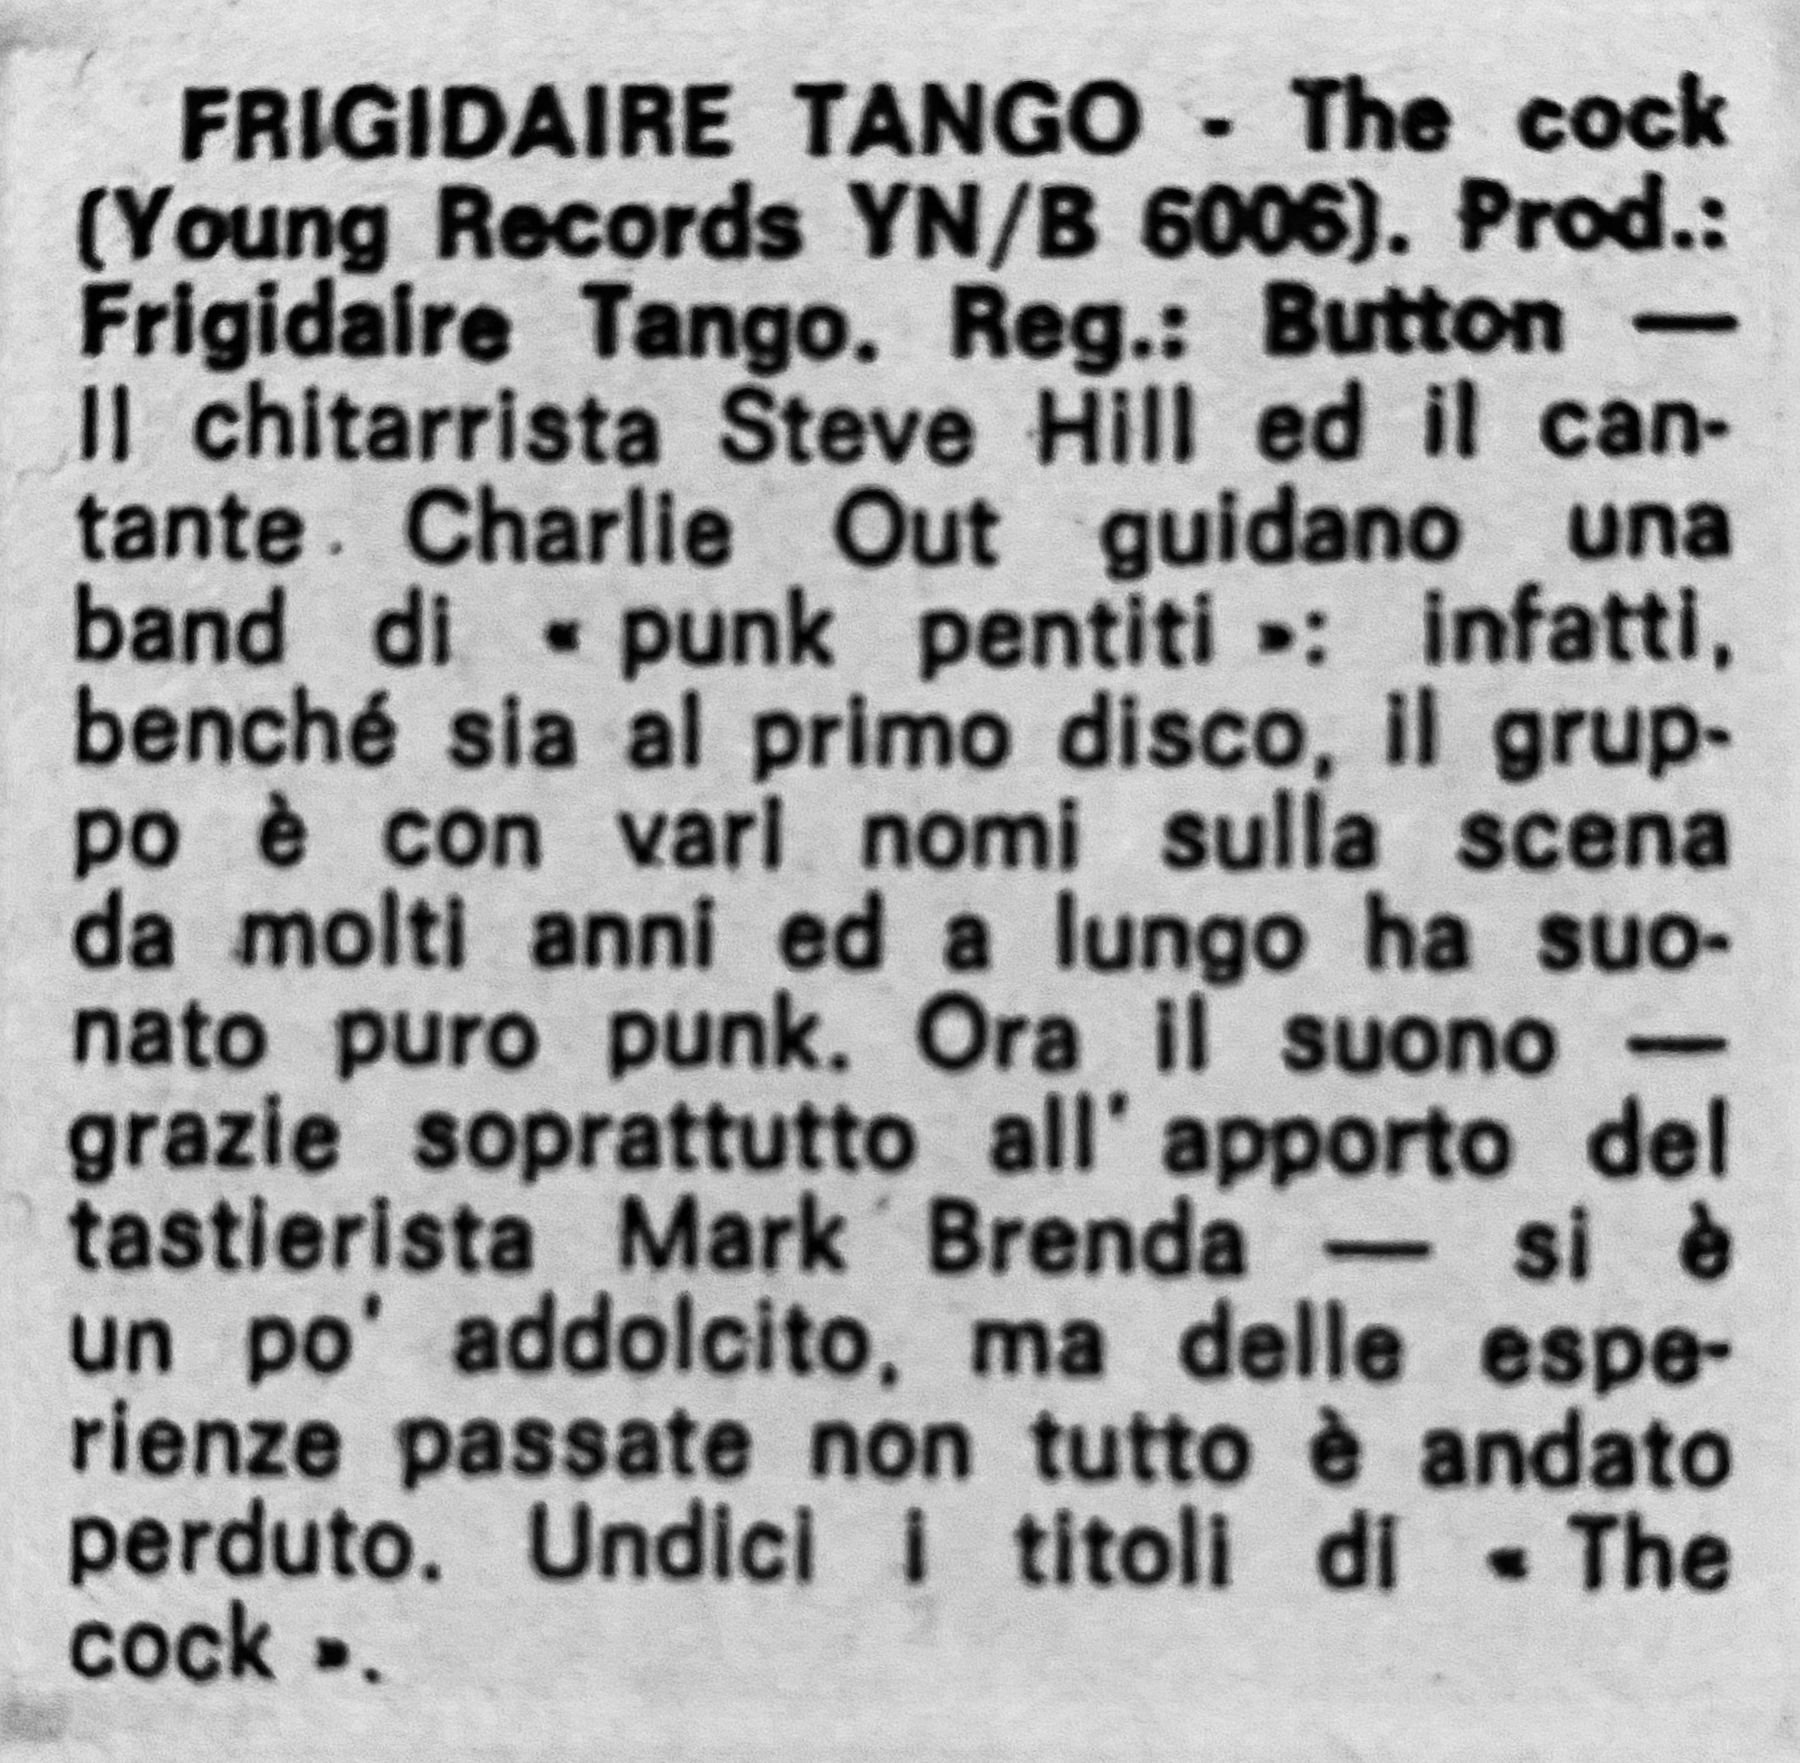 FRIGIDAIRE TANGO - The cock
(Young Records YN/B 6006). Prod.:
Frigidaire Tango. Reg.: Button —
Il chitarrista Steve Hill ed il can-
tante Charlie Out guidano una
band di « punk pentiti »: infatti,
benché sia al primo disco, il grup-
po è con vari nomi sulla scena
da molti anni ed a lungo ha suo-
nato puro punk. Ora il suono —
grazie soprattutto all' apporto del
tastierista Mark Brenda — si è
un po' addolcito, ma delle espe-
rienze passate non tutto è andato
perduto. Undici i titoli di « The
cock ».